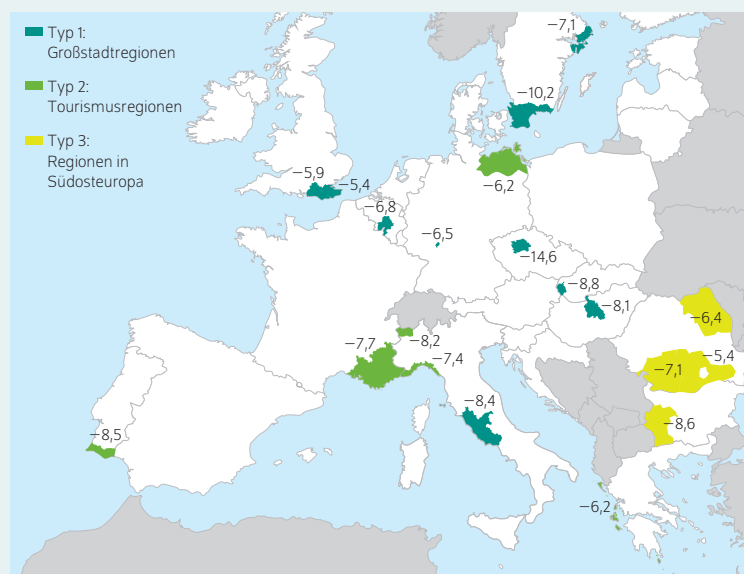 Typ 1:
Großstadtregionen
Typ 2:
Tourismusregionen
Typ 3:
Regionen in
Südosteuropa
−7,1
−10,2
−5,9
−5,4
−6,2
−6,8
−6,5
−14,6
−8,8
−8,1
−6,4
−7,7
−8,2
−7,4
−5,4
−7,1
−8,4
−8,6
−8,5
−6,2